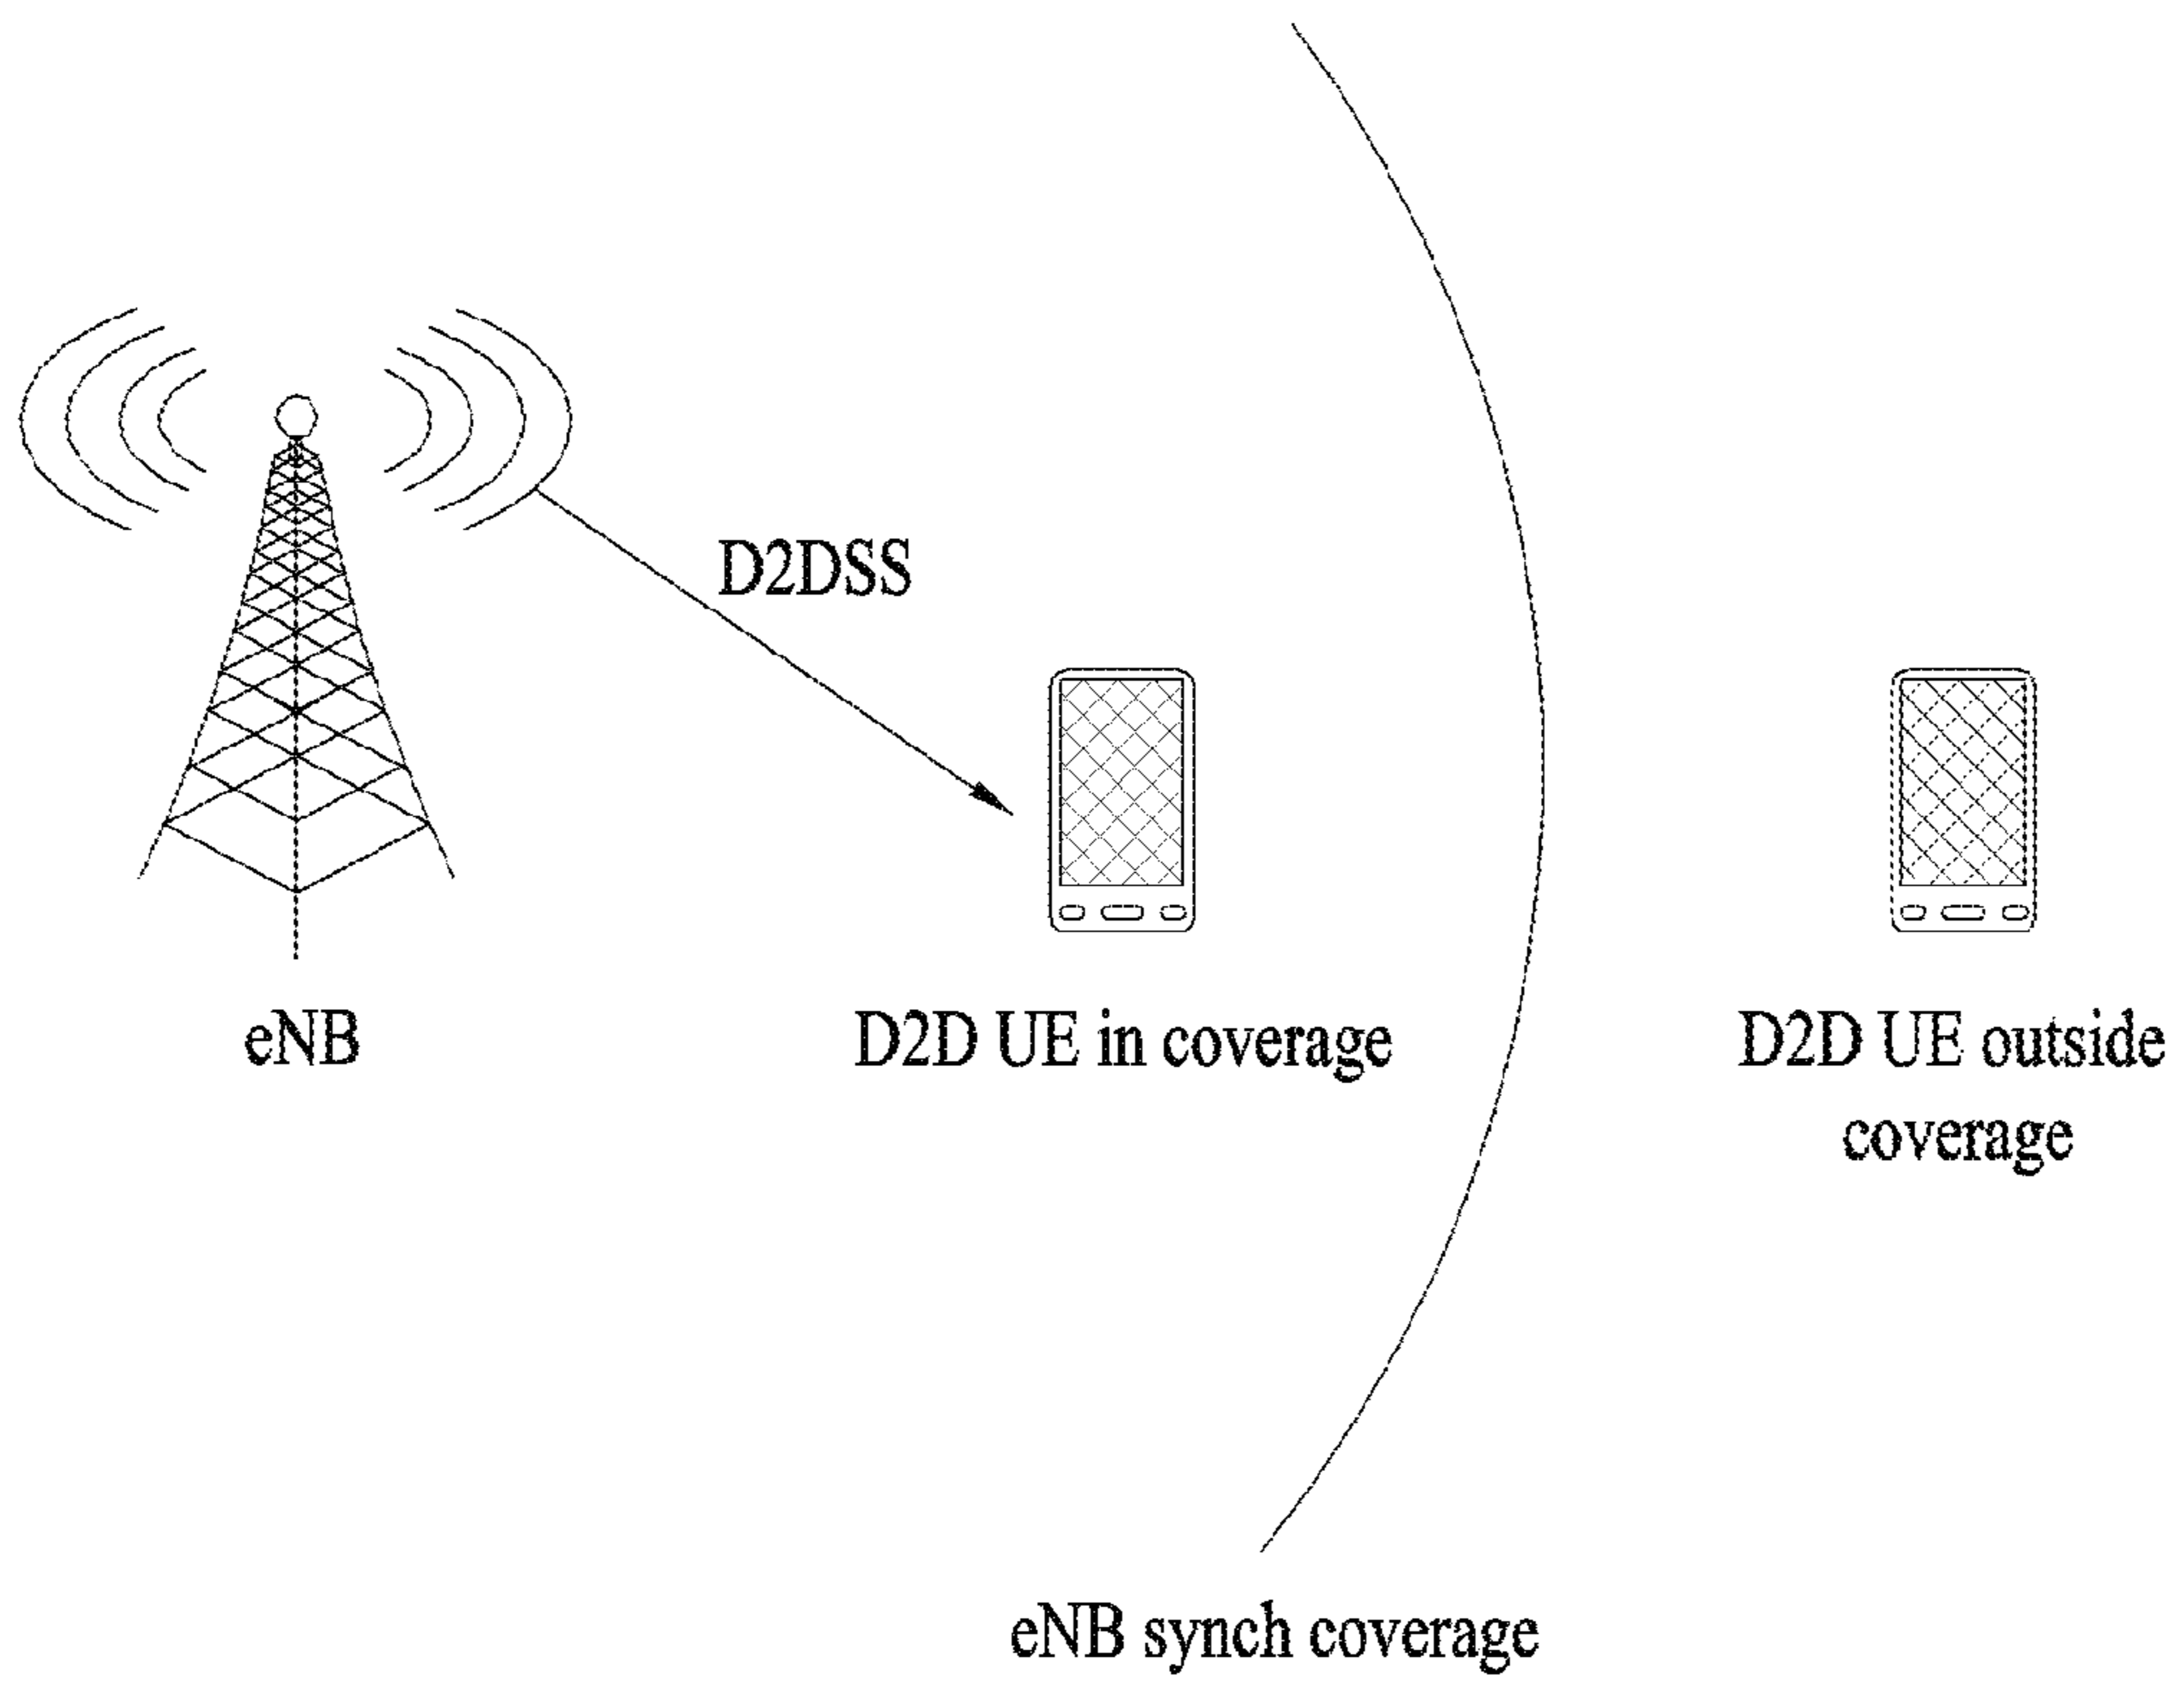 D2DSS
eNB
D2D UE in coverage
D2D UE outside
coverage
eNB synch coverage